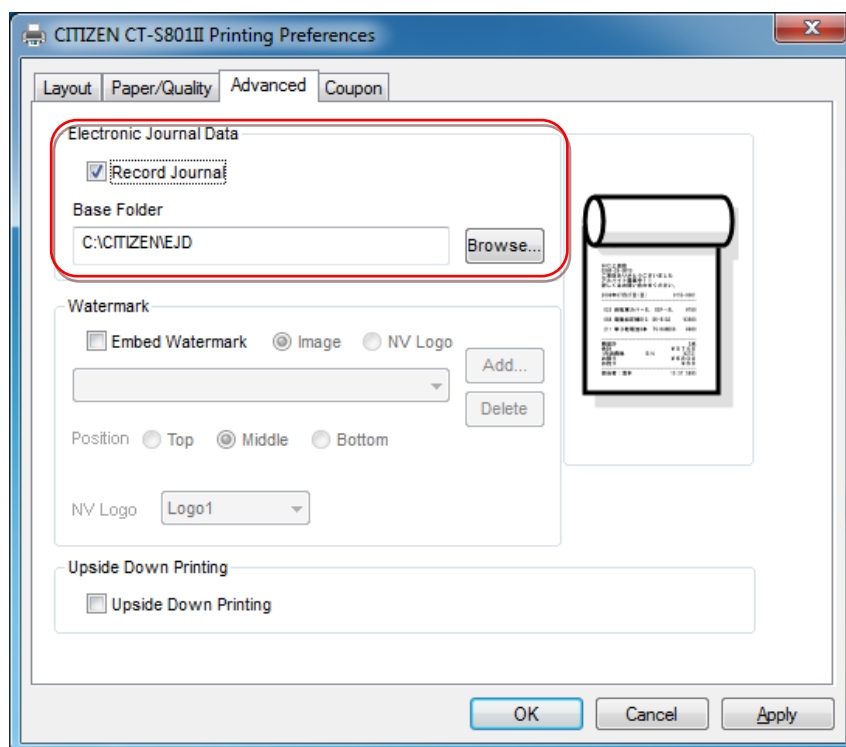 CITIZEN CT-S801II Printing Preferences
X
Layout Paper/Quality Advanced Coupon
Electronic Journal Data
Record Journal
Base Folder
C:\CITIZEN\EJD Browse...
Watermark
Embed Watermark Image NV Logo
Add...
Delete
Position Top Middle Bottom
NV Logo Logo1
Upside Down Printing
Upside Down Printing
OK Cancel Apply